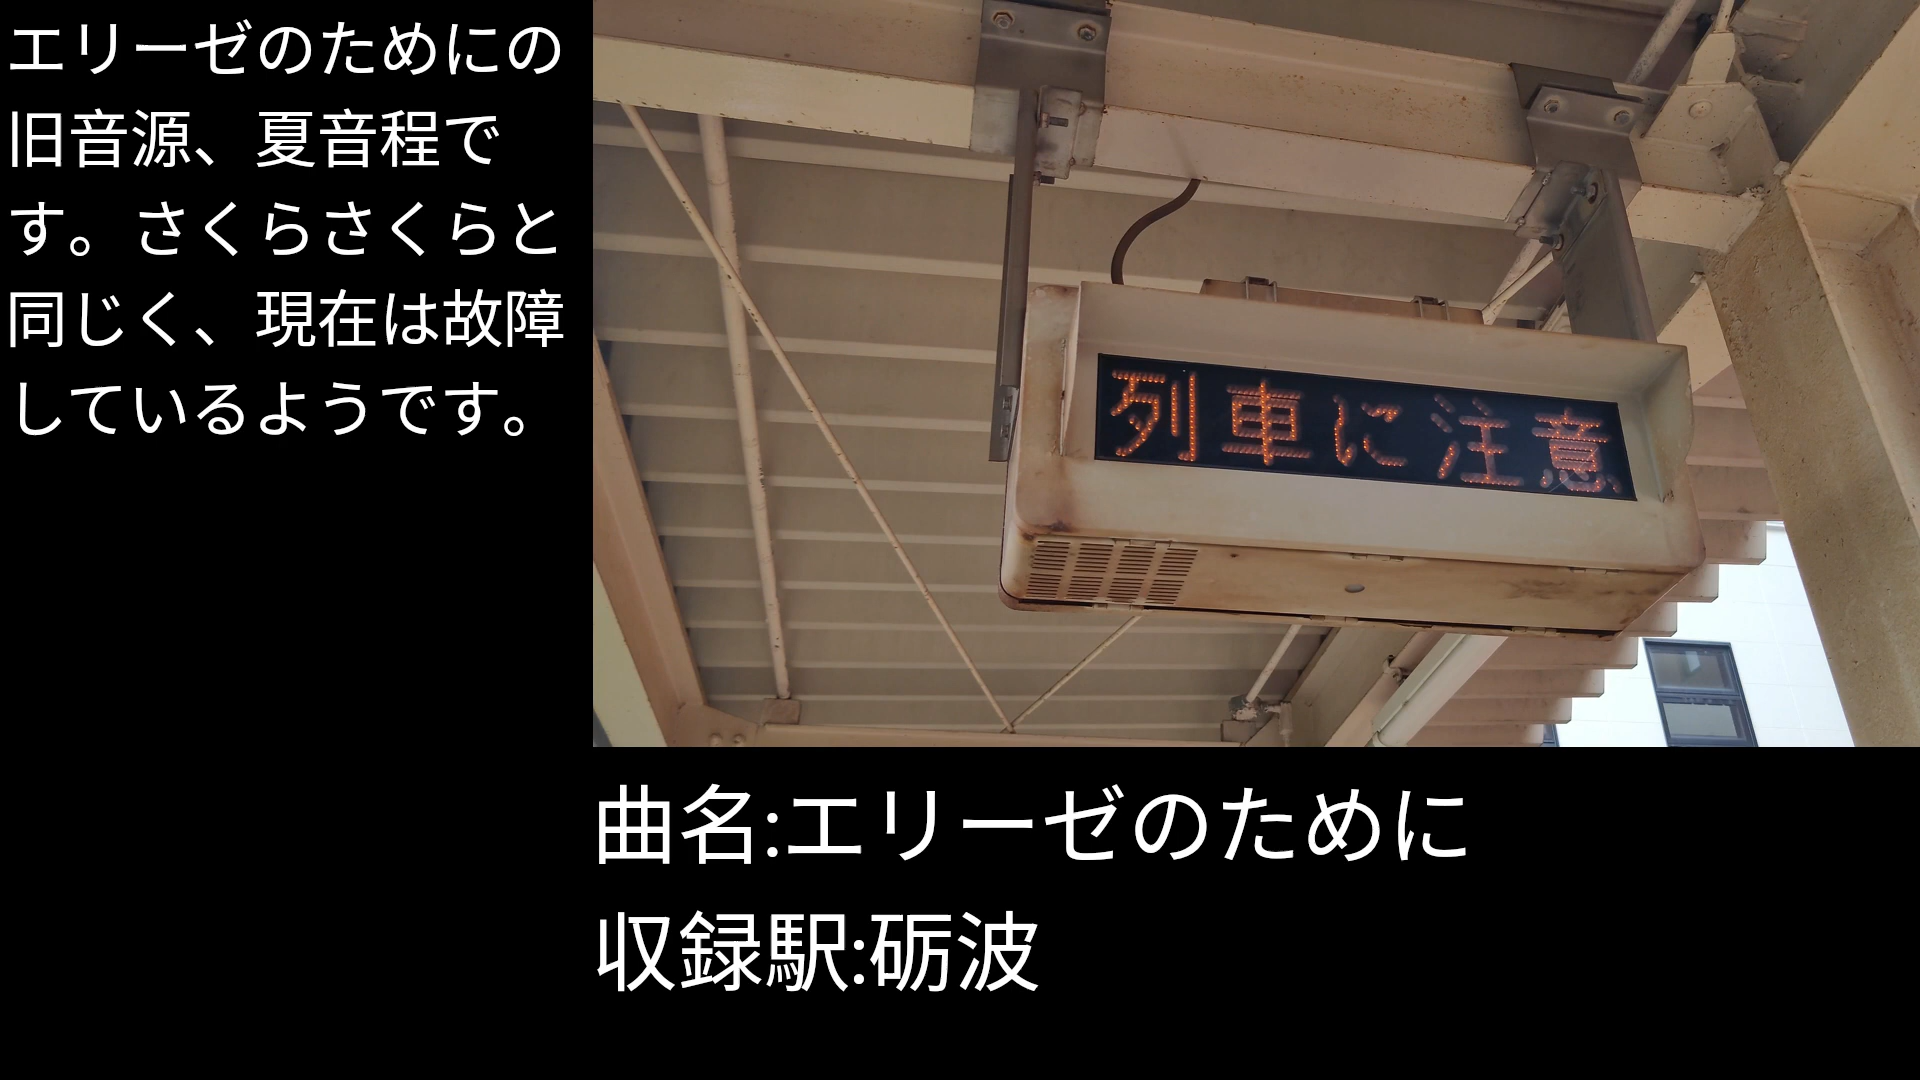 エリーゼのためにの
旧音源、夏音程で
す。さくらさくらと
同じく、現在は故障
しているようです。
列車に注意
曲名:エリーゼのために
収録駅:砺波